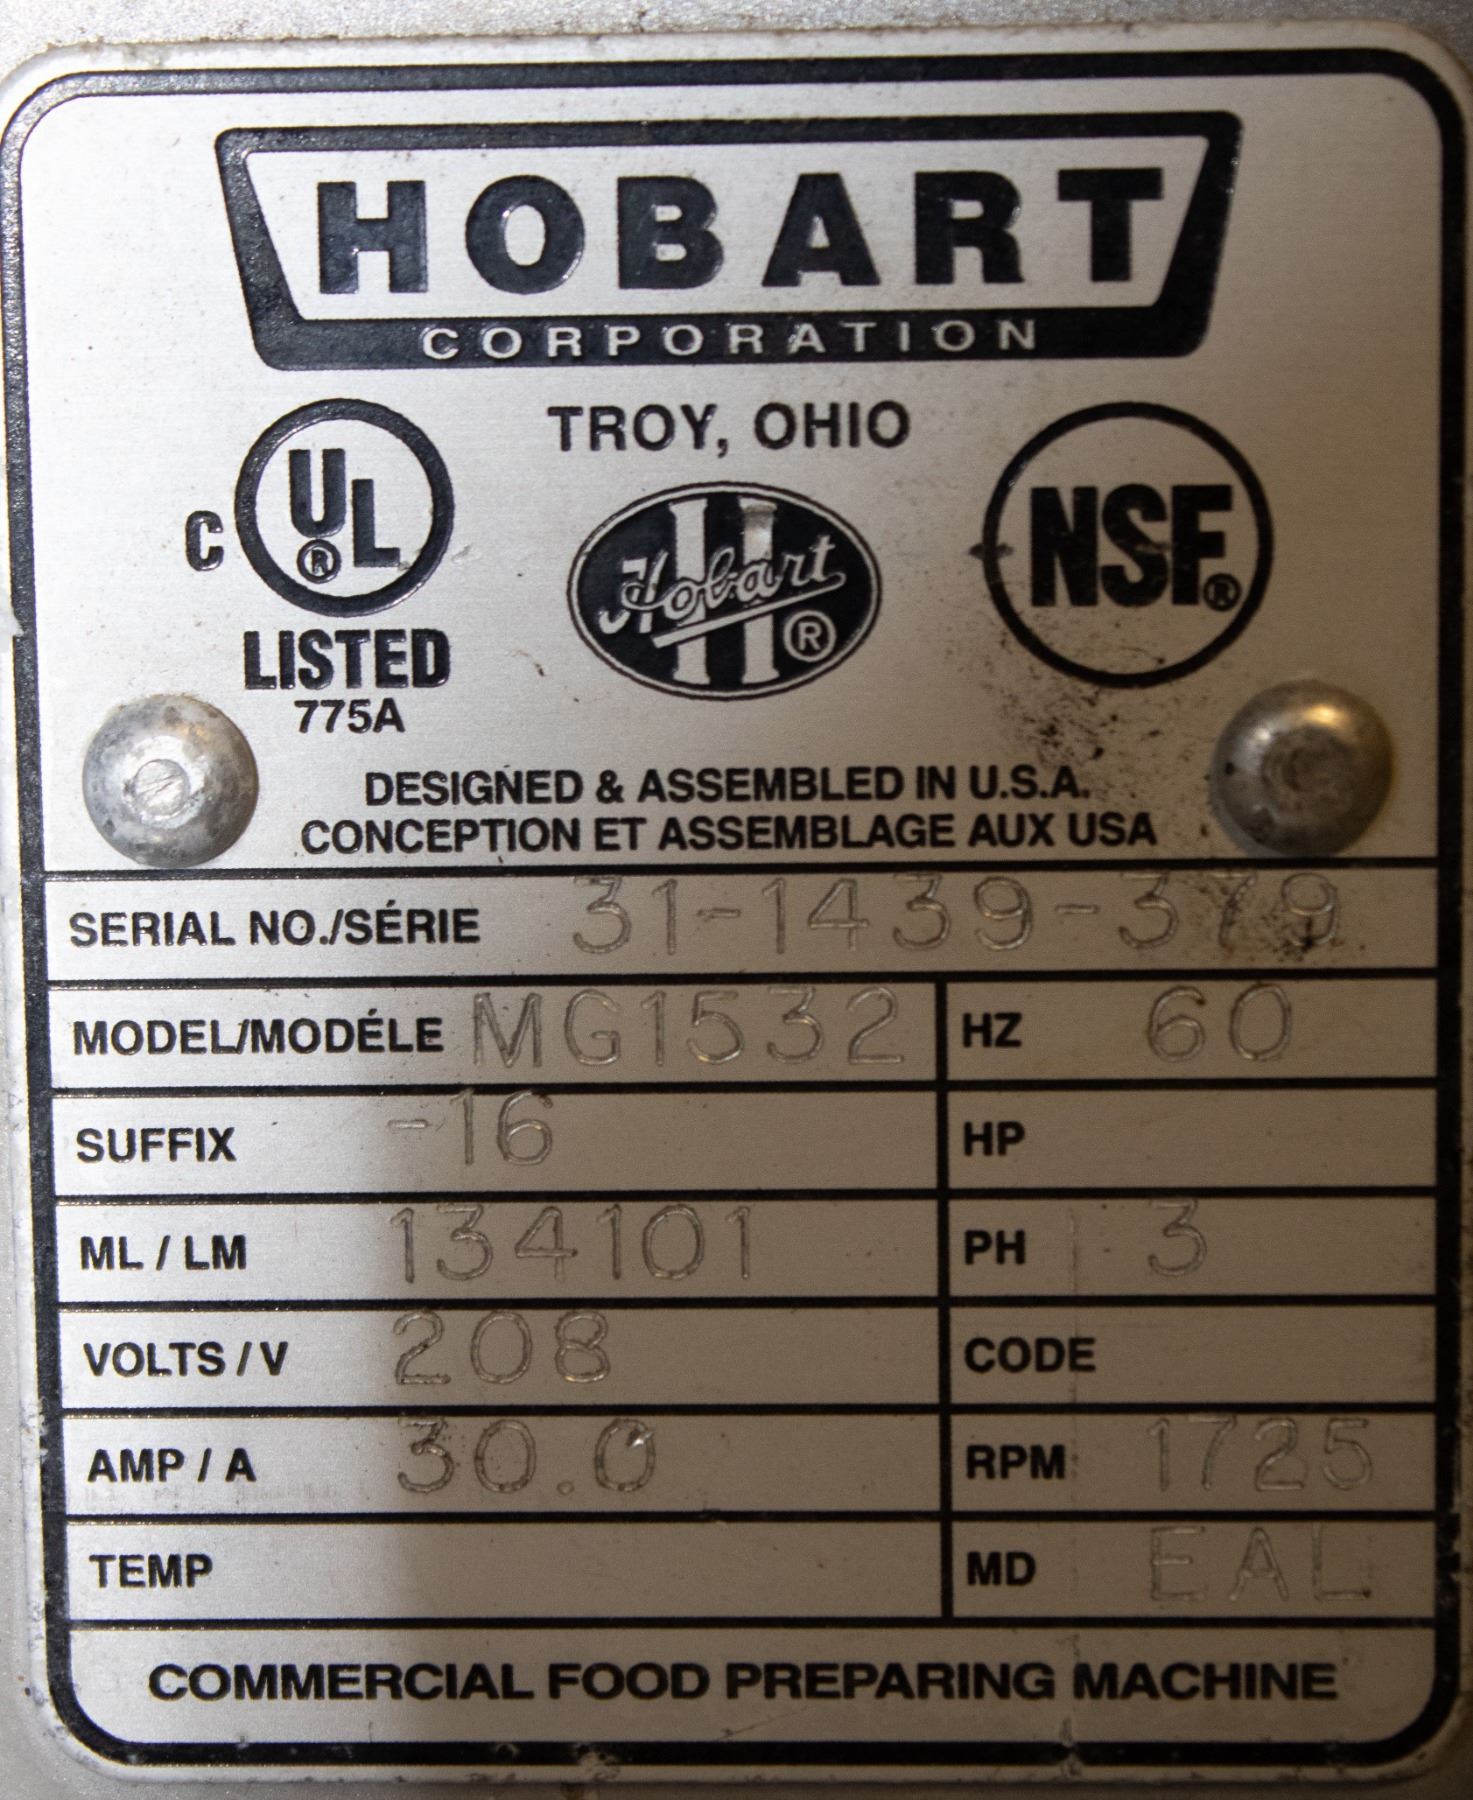 HOBART
CORPORATION
TROY, OHIO
C UL®
LISTED
775A
Hobart ®
NSF®
DESIGNED & ASSEMBLED IN U.S.A.
CONCEPTION ET ASSEMBLAGE AUX USA
SERIAL NO./SÉRIE 31-1439-379
MODEL/MODÉLE MG1532 HZ 60
SUFFIX -16 HP
ML / LM 134101 PH 3
VOLTS / V 208 CODE
AMP / A 30.0 RPM 1725
TEMP MD EAL
COMMERCIAL FOOD PREPARING MACHINE